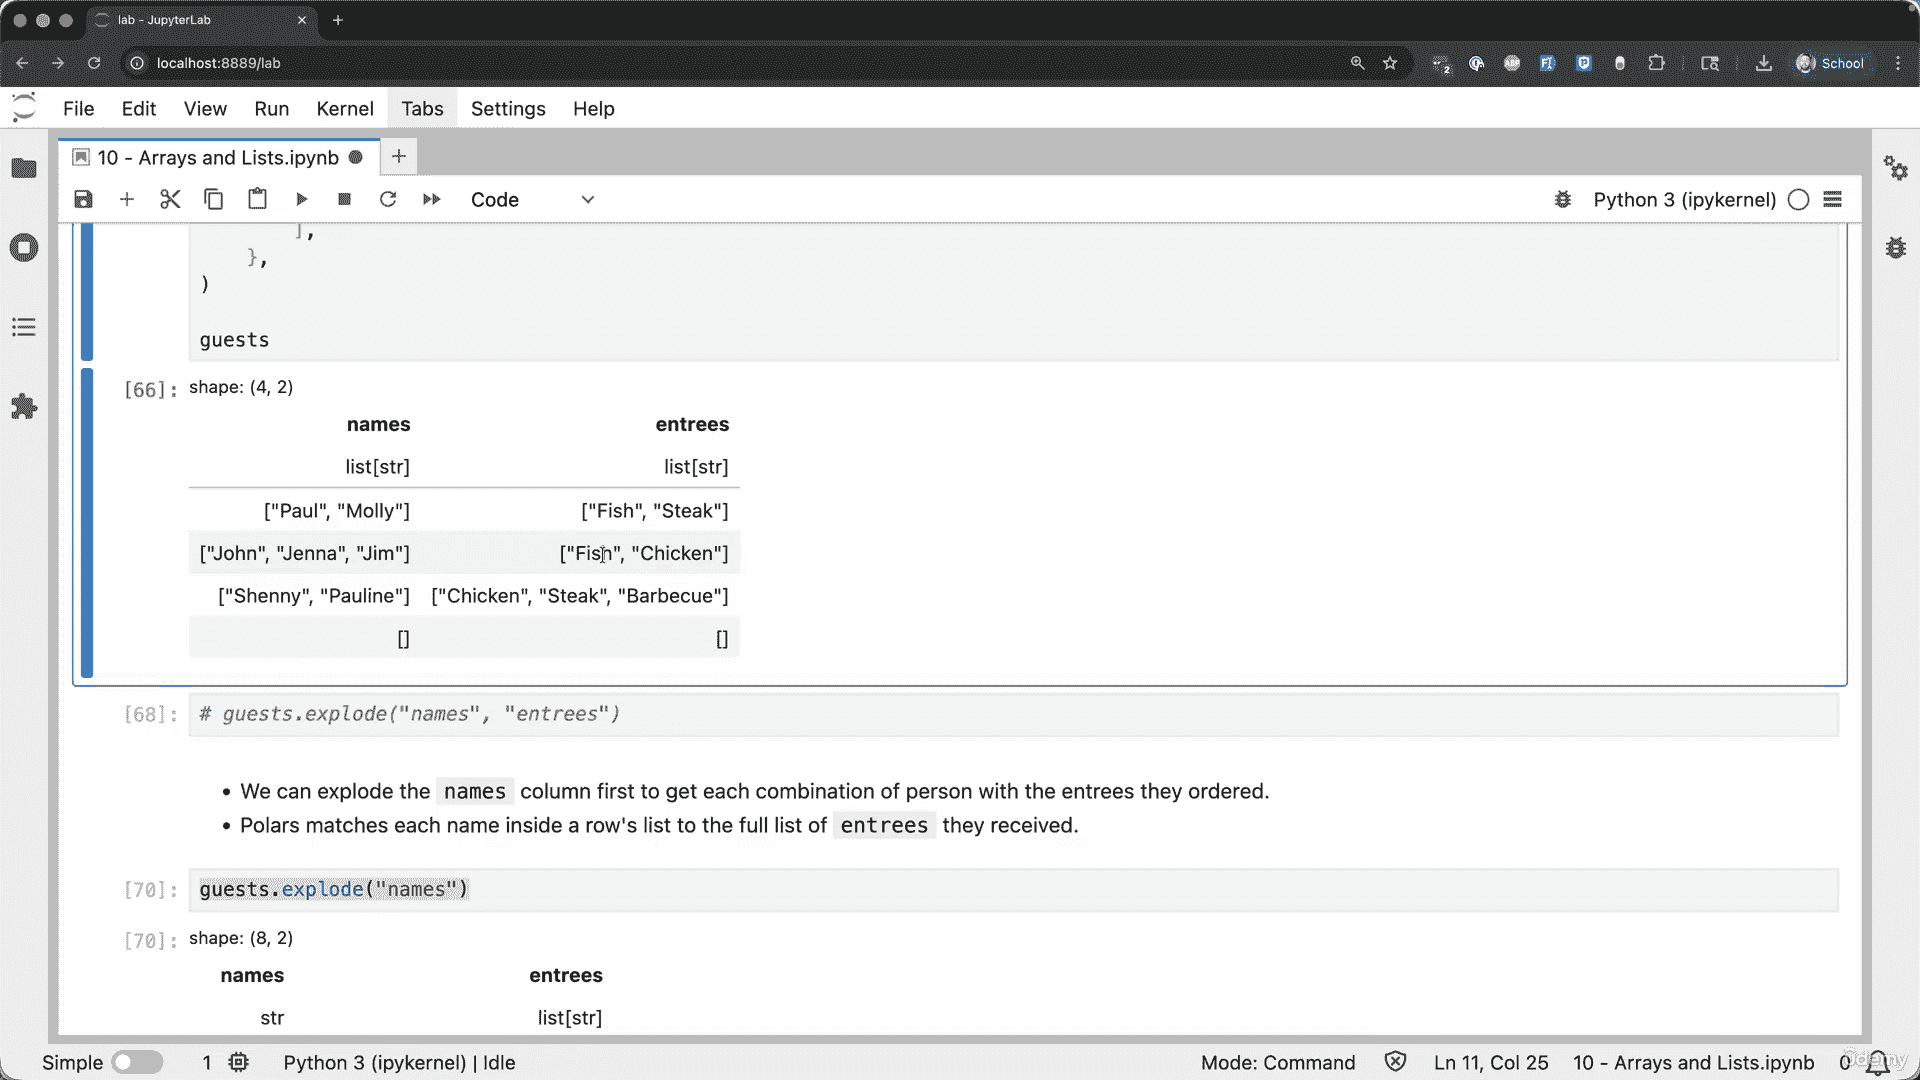 lab - JupyterLab
localhost:8889/lab
2
ABP
School
File Edit View Run Kernel Tabs Settings Help
10 - Arrays and Lists.ipynb
Code
Python 3 (ipykernel)
],
},
)
guests
[66]: shape: (4, 2)
names entrees
list[str] list[str]
["Paul", "Molly"] ["Fish", "Steak"]
["John", "Jenna", "Jim"] ["Fish", "Chicken"]
["Shenny", "Pauline"] ["Chicken", "Steak", "Barbecue"]
[] []
[68]: # guests.explode("names", "entrees")
• We can explode the names column first to get each combination of person with the entrees they ordered.
• Polars matches each name inside a row's list to the full list of entrees they received.
[70]: guests.explode("names")
[70]: shape: (8, 2)
names entrees
str list[str]
Simple 1 Python 3 (ipykernel) | Idle Mode: Command Ln 11, Col 25 10 - Arrays and Lists.ipynb 0
Udemy